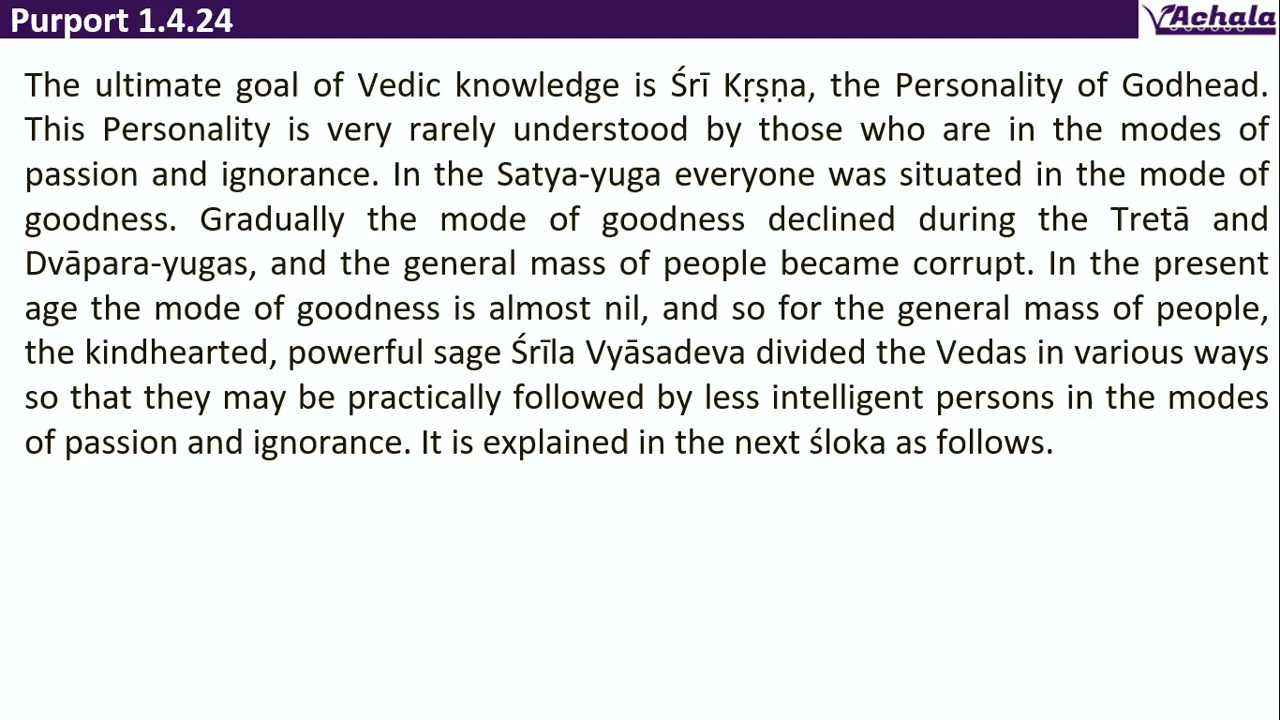 Purport 1.4.24
Achala
The ultimate goal of Vedic knowledge is Śrī Kṛṣṇa, the Personality of Godhead.
This Personality is very rarely understood by those who are in the modes of
passion and ignorance. In the Satya-yuga everyone was situated in the mode of
goodness. Gradually the mode of goodness declined during the Tretā and
Dvāpara-yugas, and the general mass of people became corrupt. In the present
age the mode of goodness is almost nil, and so for the general mass of people,
the kindhearted, powerful sage Śrīla Vyāsadeva divided the Vedas in various ways
so that they may be practically followed by less intelligent persons in the modes
of passion and ignorance. It is explained in the next śloka as follows.